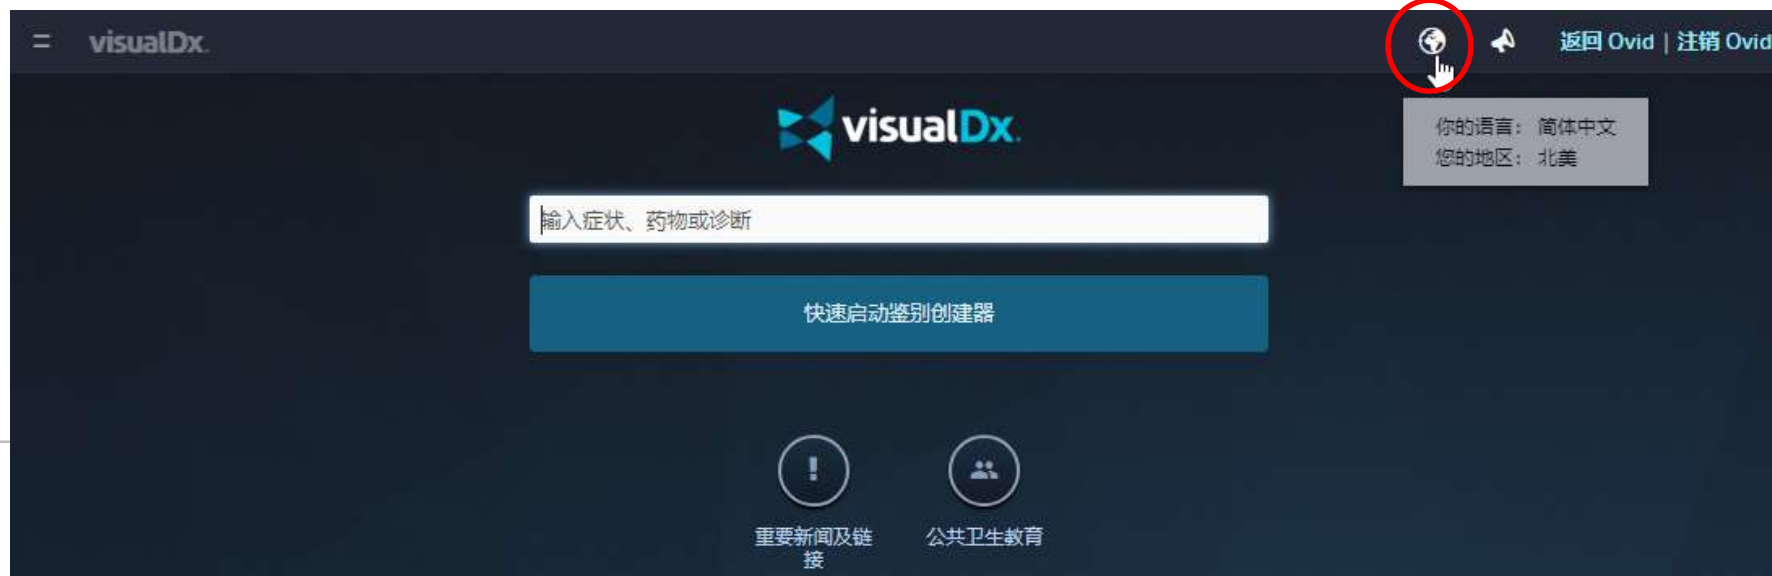 visualDx.
返回 Ovid | 注销 Ovid
visualDx.
你的语言： 简体中文
您的地区： 北美
输入症状、药物或诊断
快速启动鉴别创建器
重要新闻及链
接
公共卫生教育